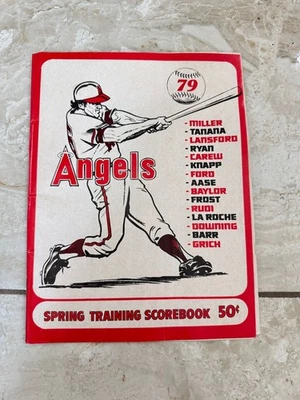 79
- MILLER
- TANANA
- LANSFORD
- RYAN
- CAREW
- KNAPP
- FORD
- AASE
- BAYLOR
- FROST
- RUDI
- LA ROCHE
- DOWNING
- BARR
- GRICH
Angels
SPRING TRAINING SCOREBOOK 50¢